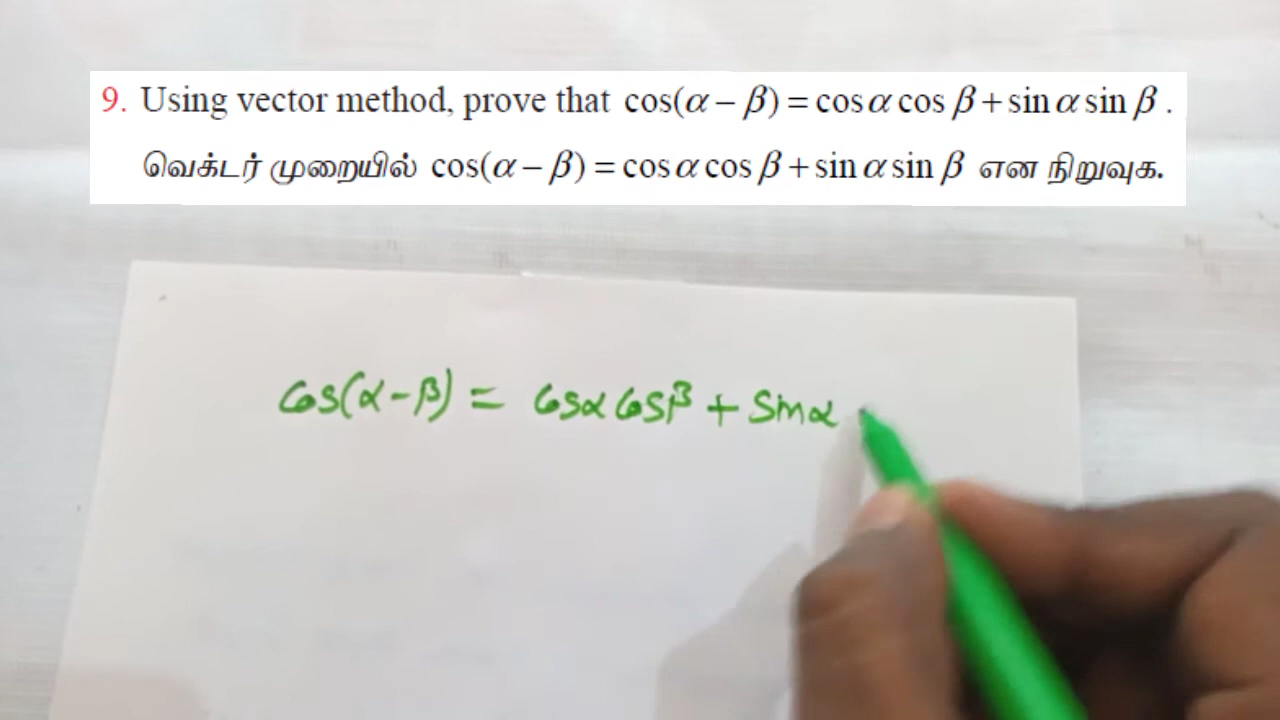 9. Using vector method, prove that cos(α − β) = cos α cos β + sin α sin β .
வெக்டர் முறையில் cos(α − β) = cos α cos β + sin α sin β என நிறுவுக.
Cos(α-β) = Cosα Cosβ + Sinα